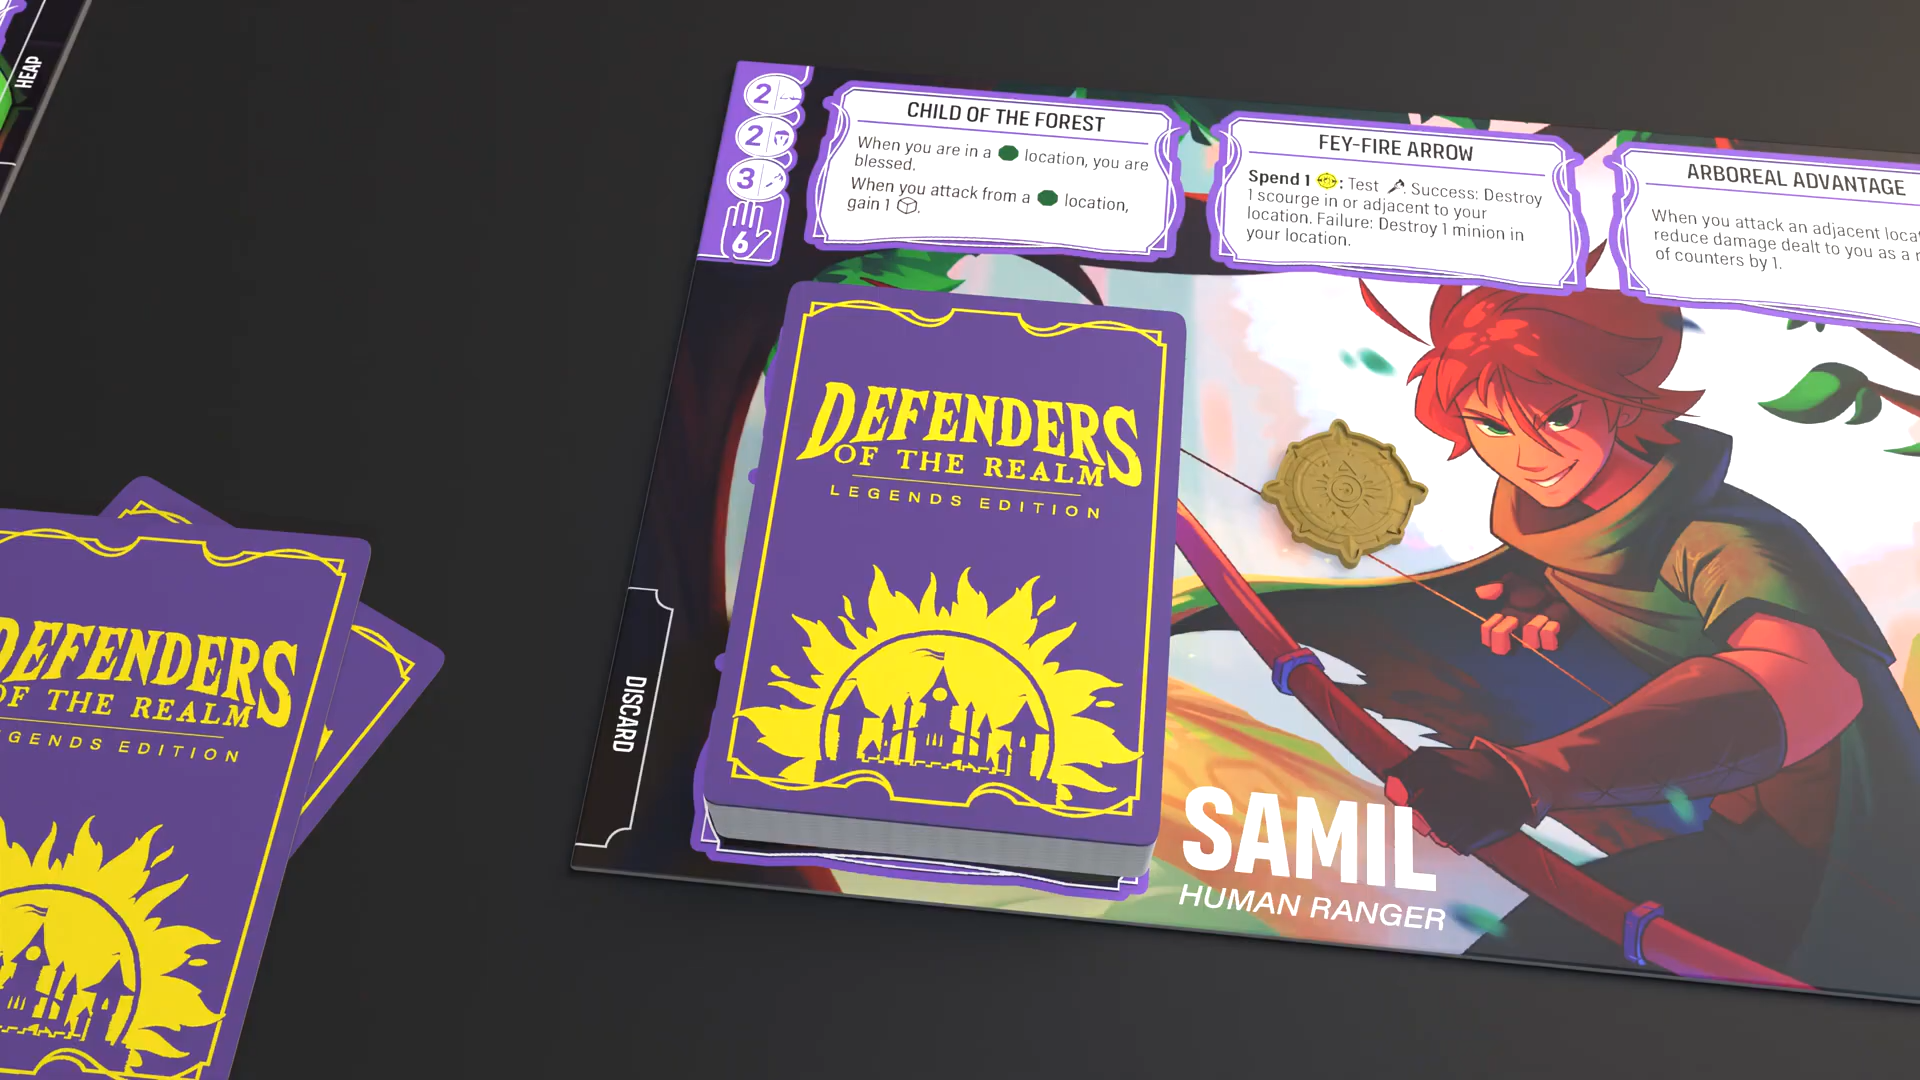 HEAP
2
2
3
6
CHILD OF THE FOREST
When you are in a location, you are
blessed.
When you attack from a location,
gain 1 .
FEY-FIRE ARROW
Spend 1 : Test . Success: Destroy
1 scourge in or adjacent to your
location. Failure: Destroy 1 minion in
your location.
ARBOREAL ADVANTAGE
When you attack an adjacent
reduce damage dealt to you as a
of counters by 1.
DEFENDERS
OF THE REALM
LEGENDS EDITION
DISCARD
SAMIL
HUMAN RANGER
DEFENDERS
OF THE REALM
EDITION